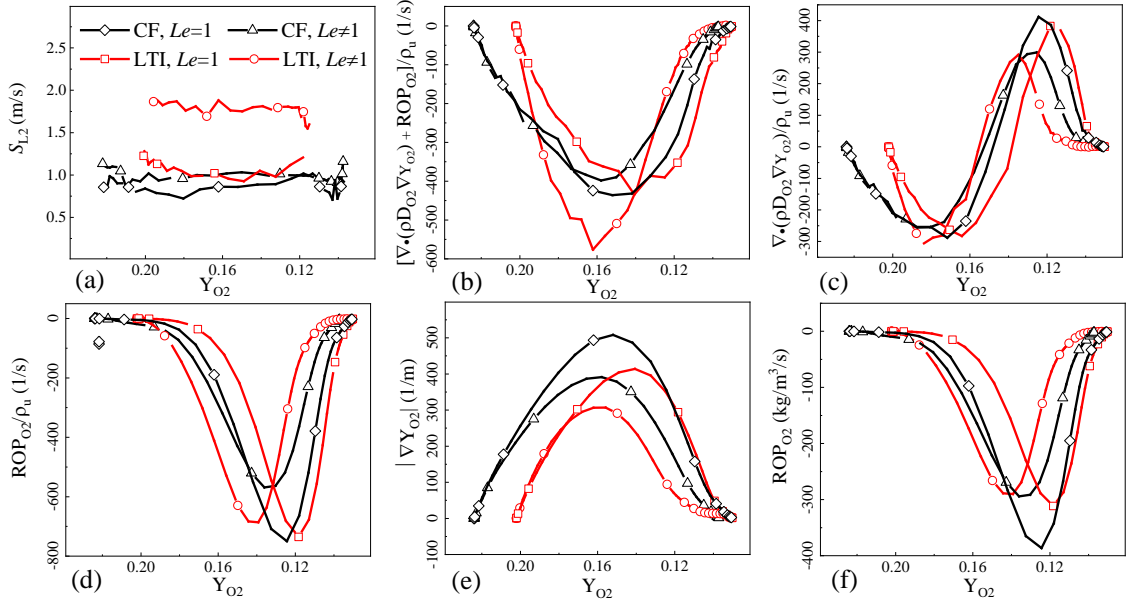 CF, Le=1 CF, Le≠1
LTI, Le=1 LTI, Le≠1
S_L2 (m/s)
2.5
2.0
1.5
1.0
0.5
(a)
0.20 0.16 0.12
Y_O2
[∇•(ρD_O2∇Y_O2) + ROP_O2]/ρ_u (1/s)
0
-100
-200
-300
-400
-500
-600
(b)
0.20 0.16 0.12
Y_O2
∇•(ρD_O2∇Y_O2)/ρ_u (1/s)
400
300
200
100
0
-100
-200
-300
(c)
0.20 0.16 0.12
Y_O2
ROP_O2/ρ_u (1/s)
0
-200
-400
-600
-800
(d)
0.20 0.12
Y_O2
|∇Y_O2| (1/m)
500
400
300
200
100
0
-100
(e)
0.20 0.16 0.12
Y_O2
ROP_O2 (kg/m³/s)
0
-100
-200
-300
-400
(f)
0.20 0.16 0.12
Y_O2